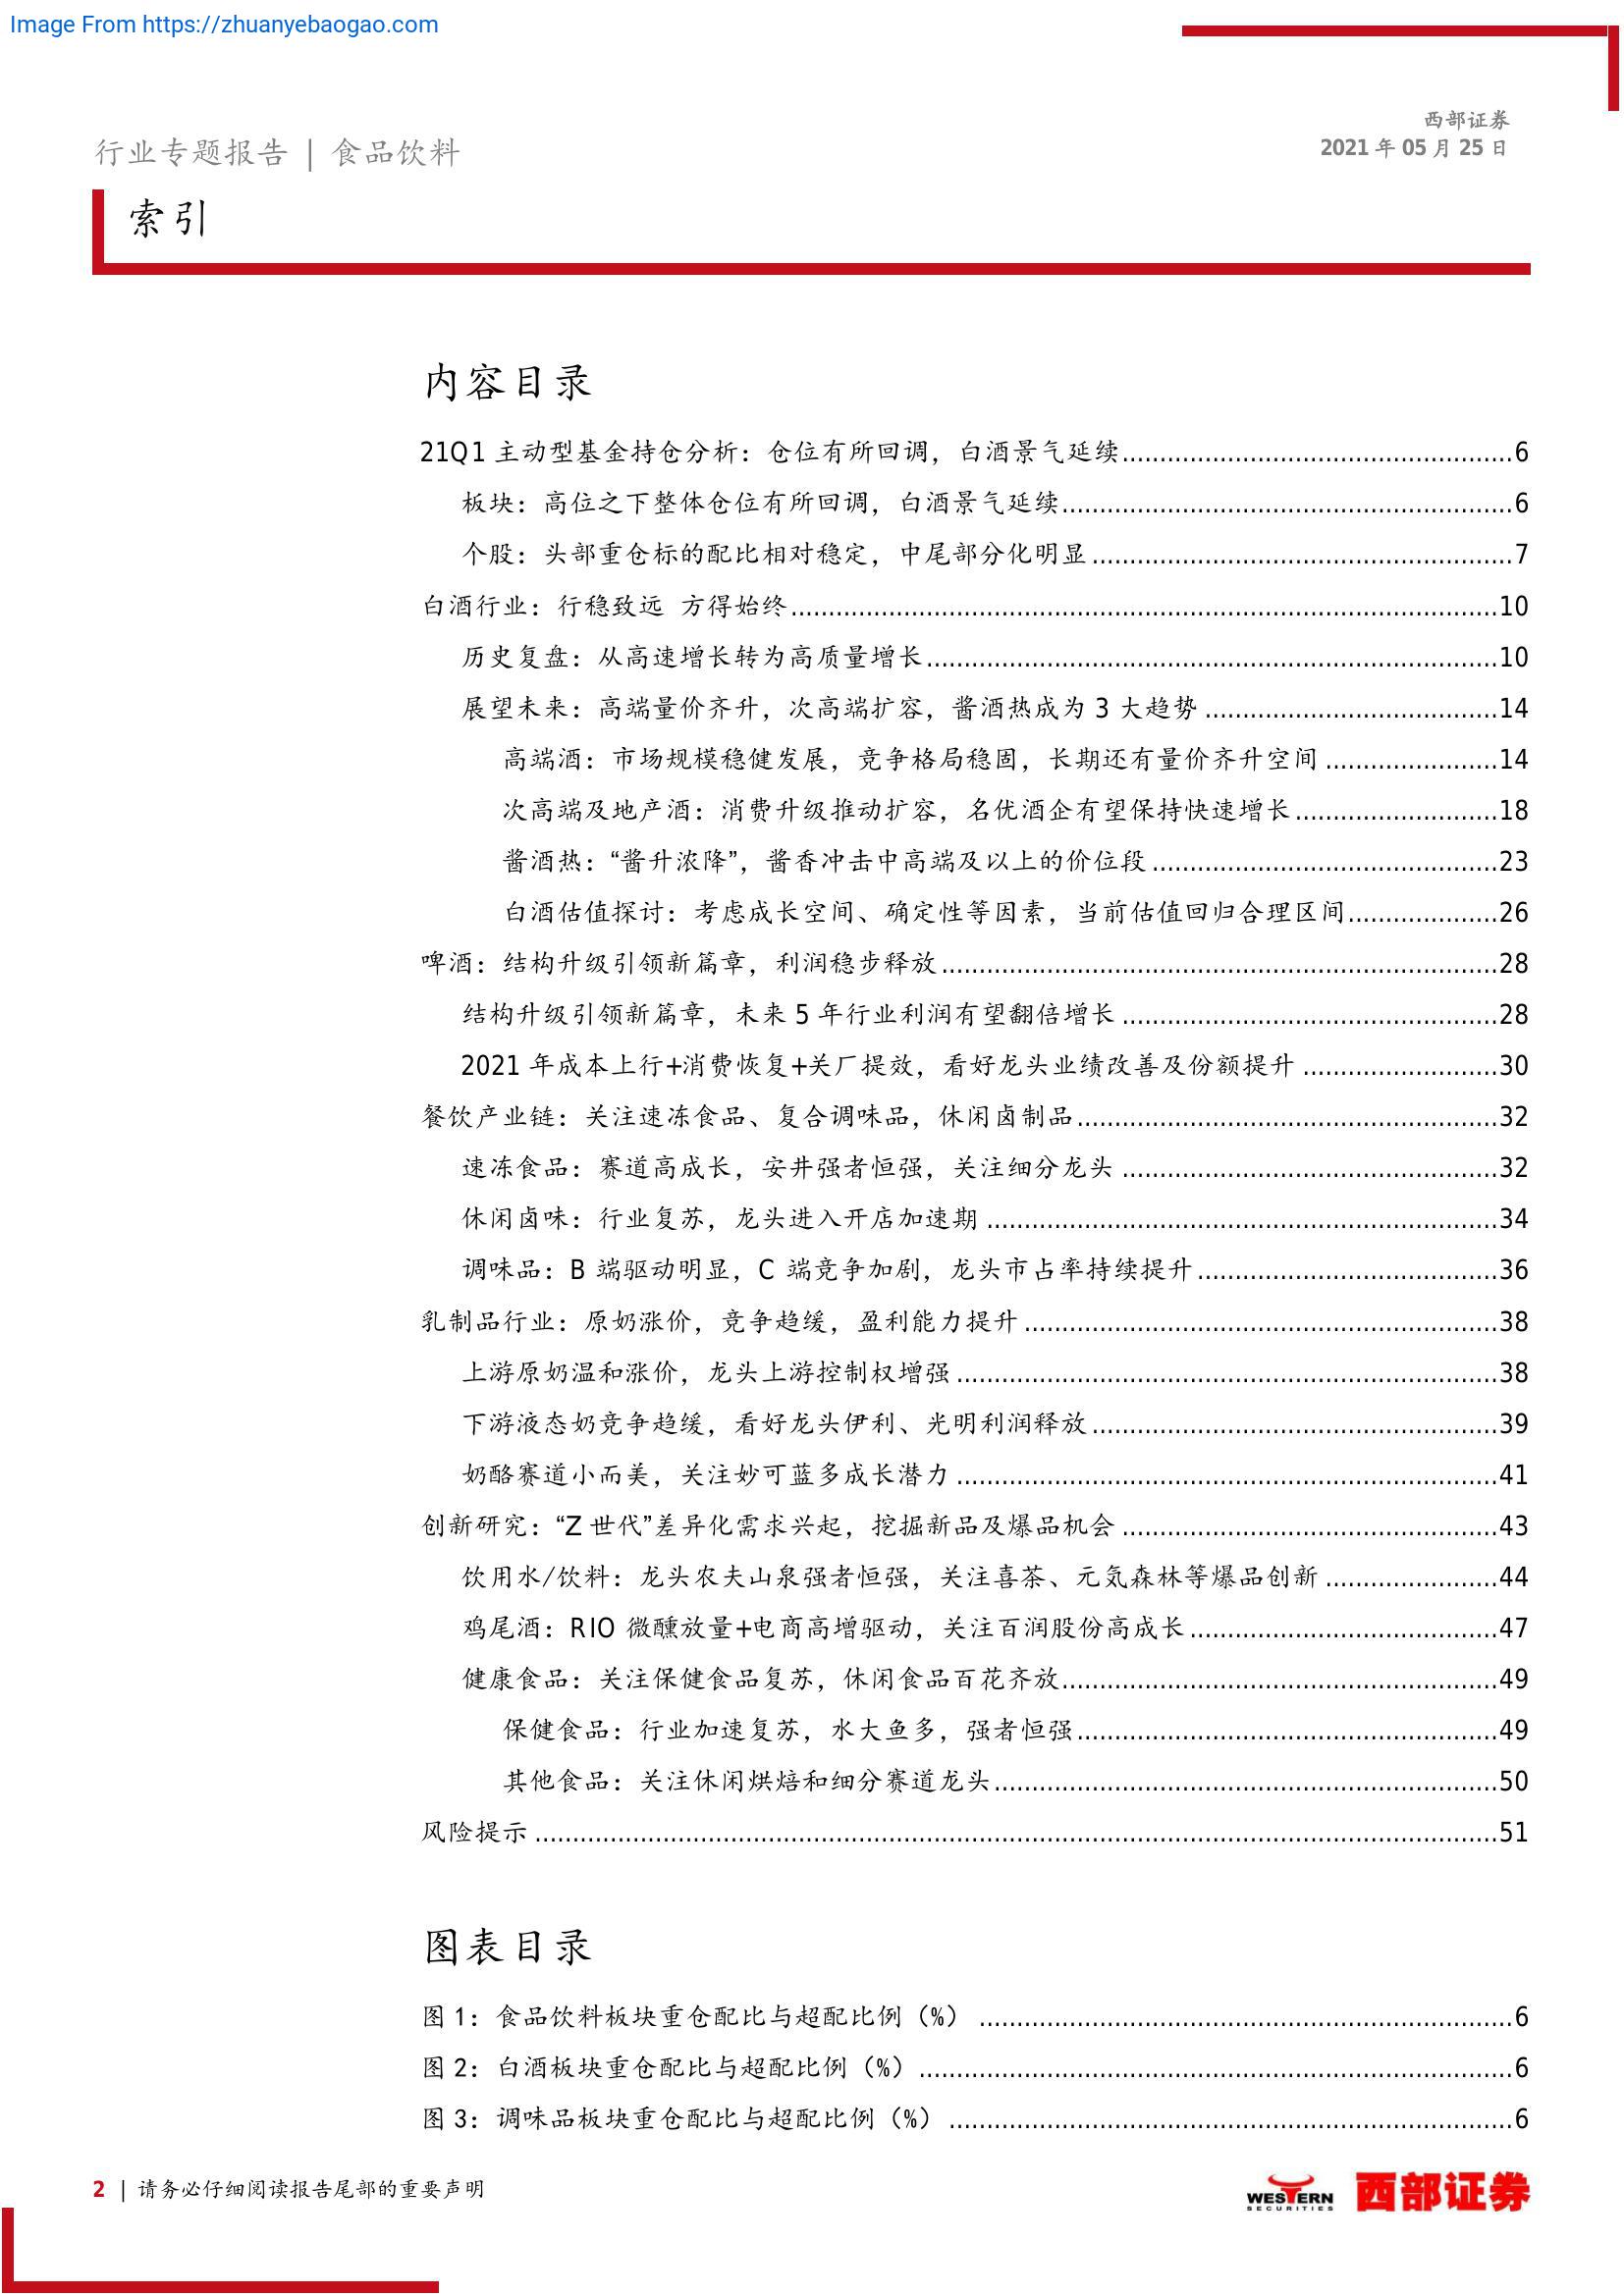 Image From https://zhuanyebaogao.com
行业专题报告 | 食品饮料
西部证券
2021 年 05 月 25 日
索引
内容目录
21Q1 主动型基金持仓分析：仓位有所回调，白酒景气延续....................6
板块：高位之下整体仓位有所回调，白酒景气延续....................6
个股：头部重仓标的配比相对稳定，中尾部分化明显....................7
白酒行业：行稳致远 方得始终....................10
历史复盘：从高速增长转为高质量增长....................10
展望未来：高端量价齐升，次高端扩容，酱酒热成为 3 大趋势....................14
高端酒：市场规模稳健发展，竞争格局稳固，长期还有量价齐升空间....................14
次高端及地产酒：消费升级推动扩容，名优酒企有望保持快速增长....................18
酱酒热：“酱升浓降”，酱香冲击中高端及以上的价位段....................23
白酒估值探讨：考虑成长空间、确定性等因素，当前估值回归合理区间....................26
啤酒：结构升级引领新篇章，利润稳步释放....................28
结构升级引领新篇章，未来 5 年行业利润有望翻倍增长....................28
2021 年成本上行+消费恢复+关厂提效，看好龙头业绩改善及份额提升....................30
餐饮产业链：关注速冻食品、复合调味品，休闲卤制品....................32
速冻食品：赛道高成长，安井强者恒强，关注细分龙头....................32
休闲卤味：行业复苏，龙头进入开店加速期....................34
调味品：B 端驱动明显，C 端竞争加剧，龙头市占率持续提升....................36
乳制品行业：原奶涨价，竞争趋缓，盈利能力提升....................38
上游原奶温和涨价，龙头上游控制权增强....................38
下游液态奶竞争趋缓，看好龙头伊利、光明利润释放....................39
奶酪赛道小而美，关注妙可蓝多成长潜力....................41
创新研究：“Z 世代”差异化需求兴起，挖掘新品及爆品机会....................43
饮用水/饮料：龙头农夫山泉强者恒强，关注喜茶、元気森林等爆品创新....................44
鸡尾酒：RIO 微醺放量+电商高增驱动，关注百润股份高成长....................47
健康食品：关注保健食品复苏，休闲食品百花齐放....................49
保健食品：行业加速复苏，水大鱼多，强者恒强....................49
其他食品：关注休闲烘焙和细分赛道龙头....................50
风险提示....................51
图表目录
图 1：食品饮料板块重仓配比与超配比例（%）....................6
图 2：白酒板块重仓配比与超配比例（%）....................6
图 3：调味品板块重仓配比与超配比例（%）....................6
2 | 请务必仔细阅读报告尾部的重要声明
WESTERN
SECURITIES
西部证券